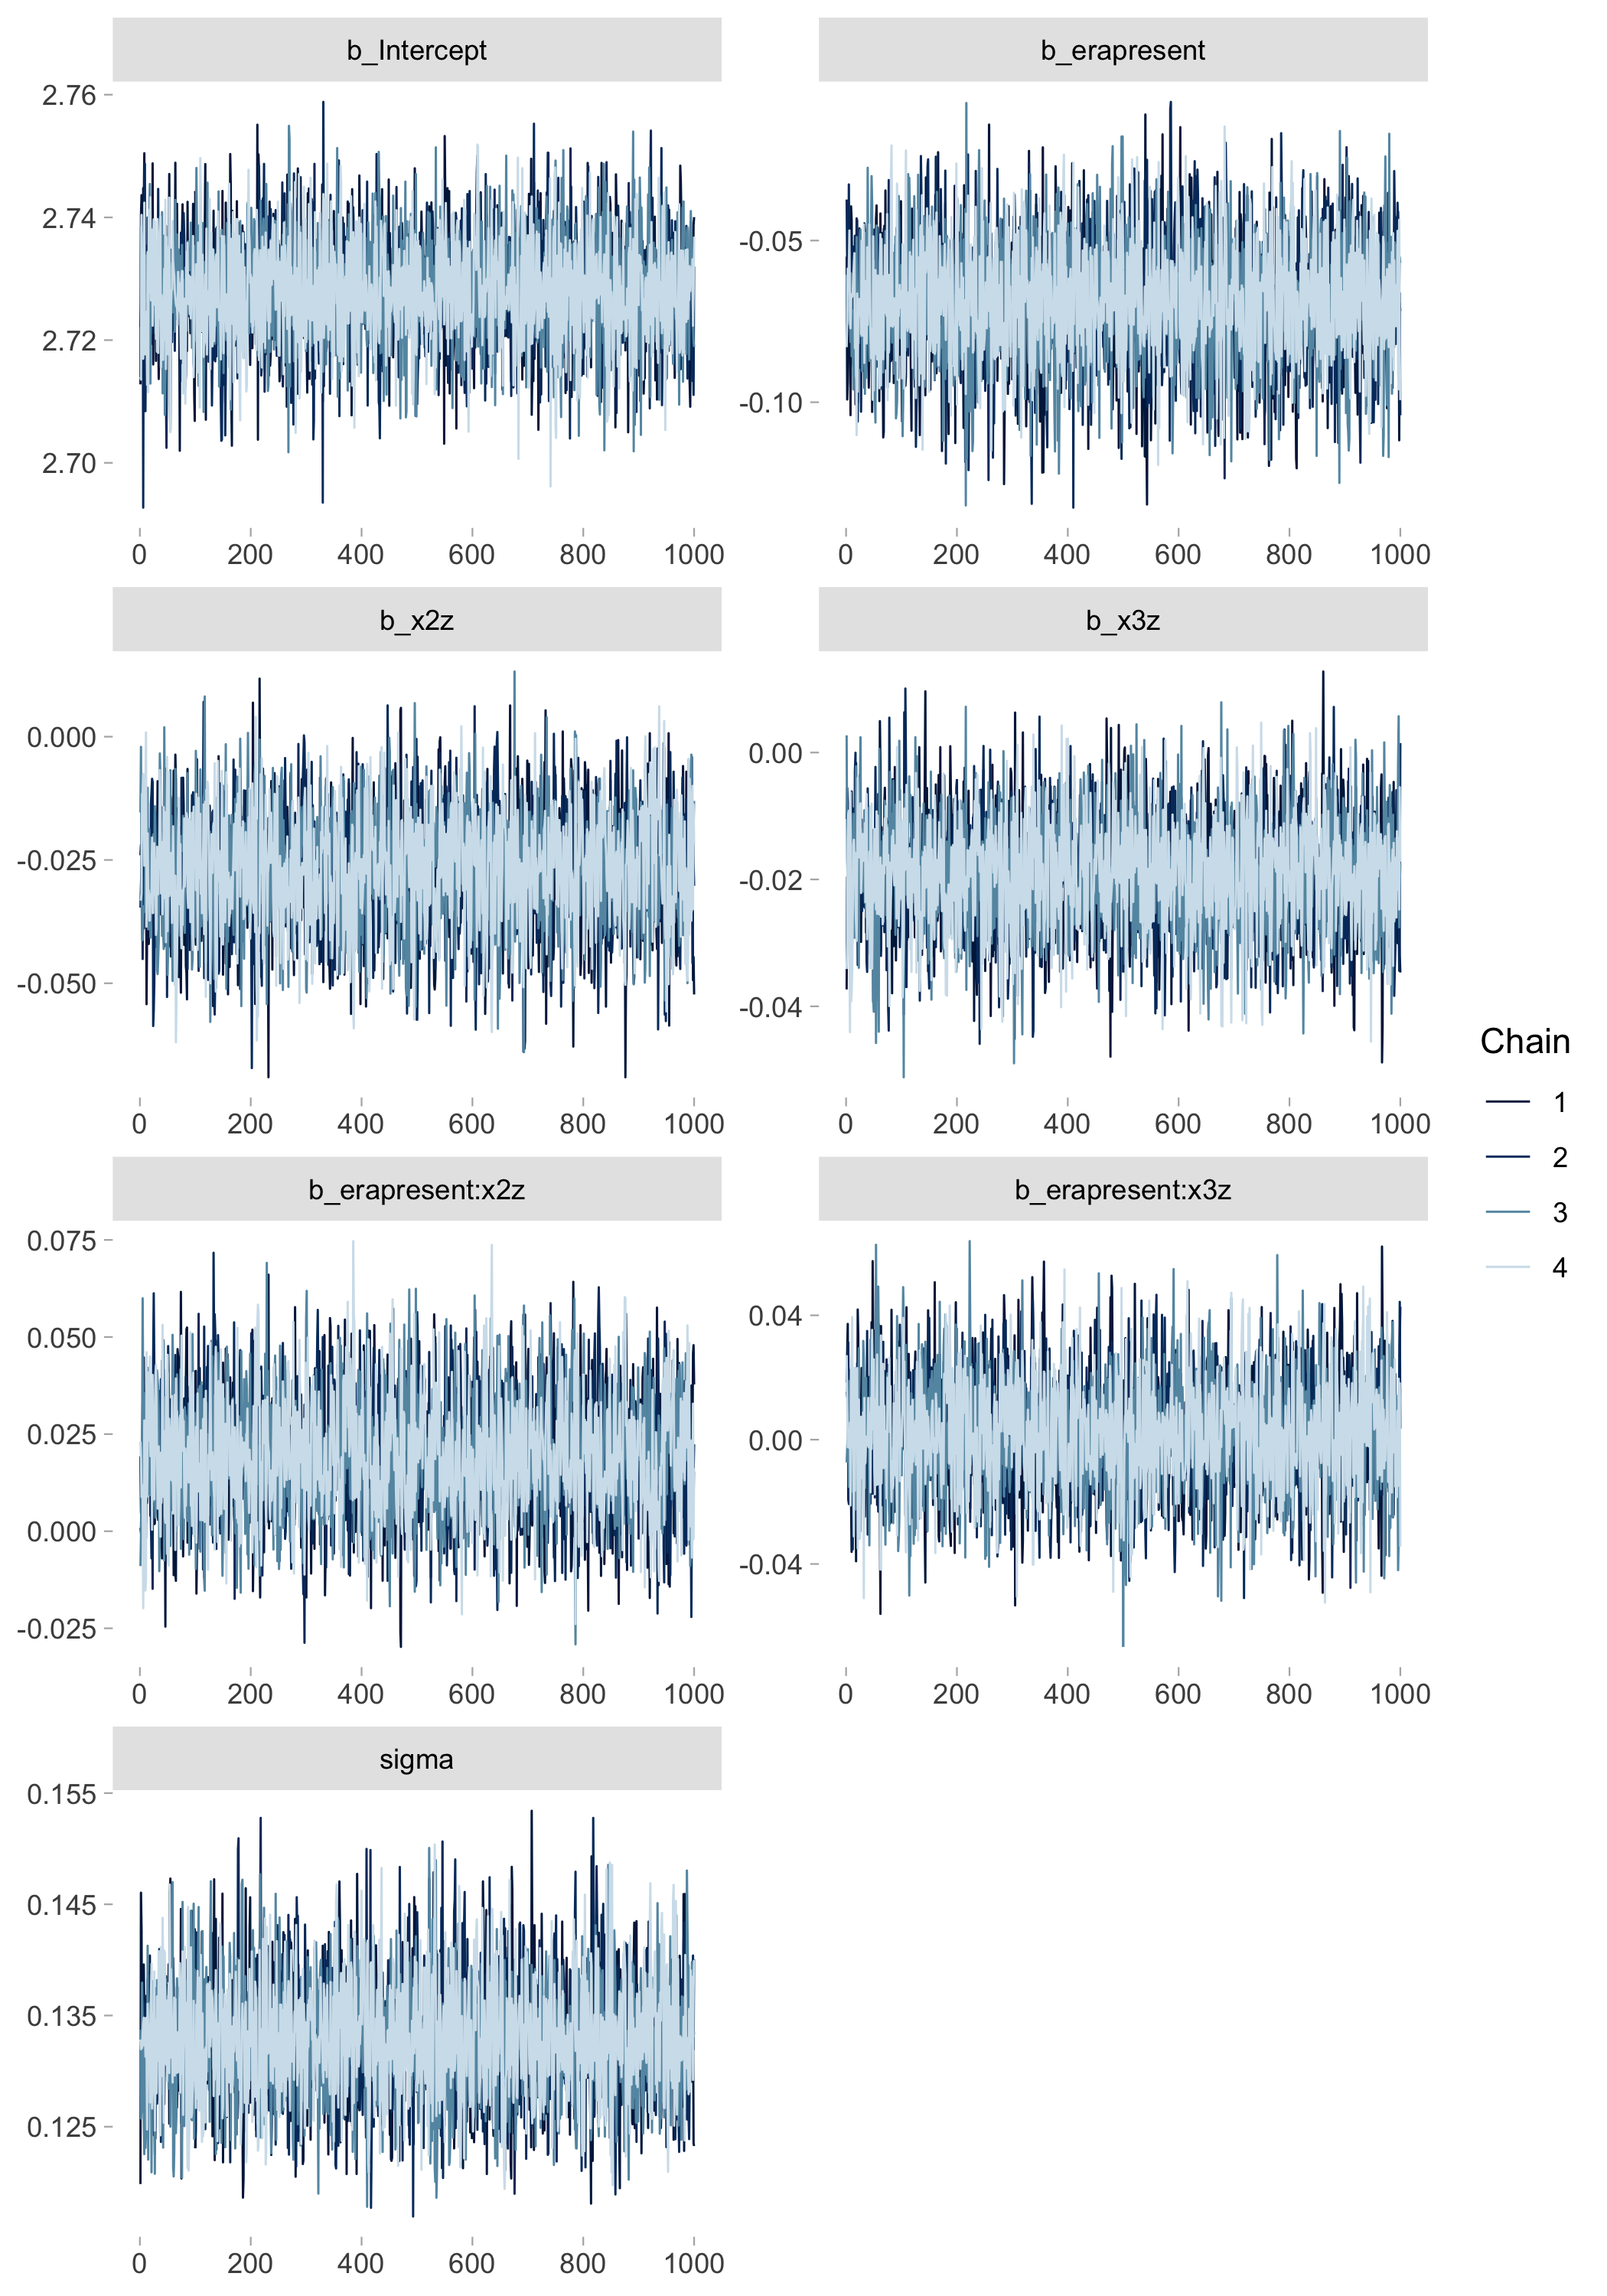 b_Intercept
b_erapresent
2.76
2.74
2.72
2.70
-0.05
-0.10
0 200 400 600 800 1000
0 200 400 600 800 1000
b_x2z
b_x3z
0.000
-0.025
-0.050
0.00
-0.02
-0.04
0 200 400 600 800 1000
0 200 400 600 800 1000
b_erapresent:x2z
b_erapresent:x3z
0.075
0.050
0.025
0.000
-0.025
0.04
0.00
-0.04
0 200 400 600 800 1000
0 200 400 600 800 1000
sigma
0.155
0.145
0.135
0.125
0 200 400 600 800 1000
Chain
1
2
3
4